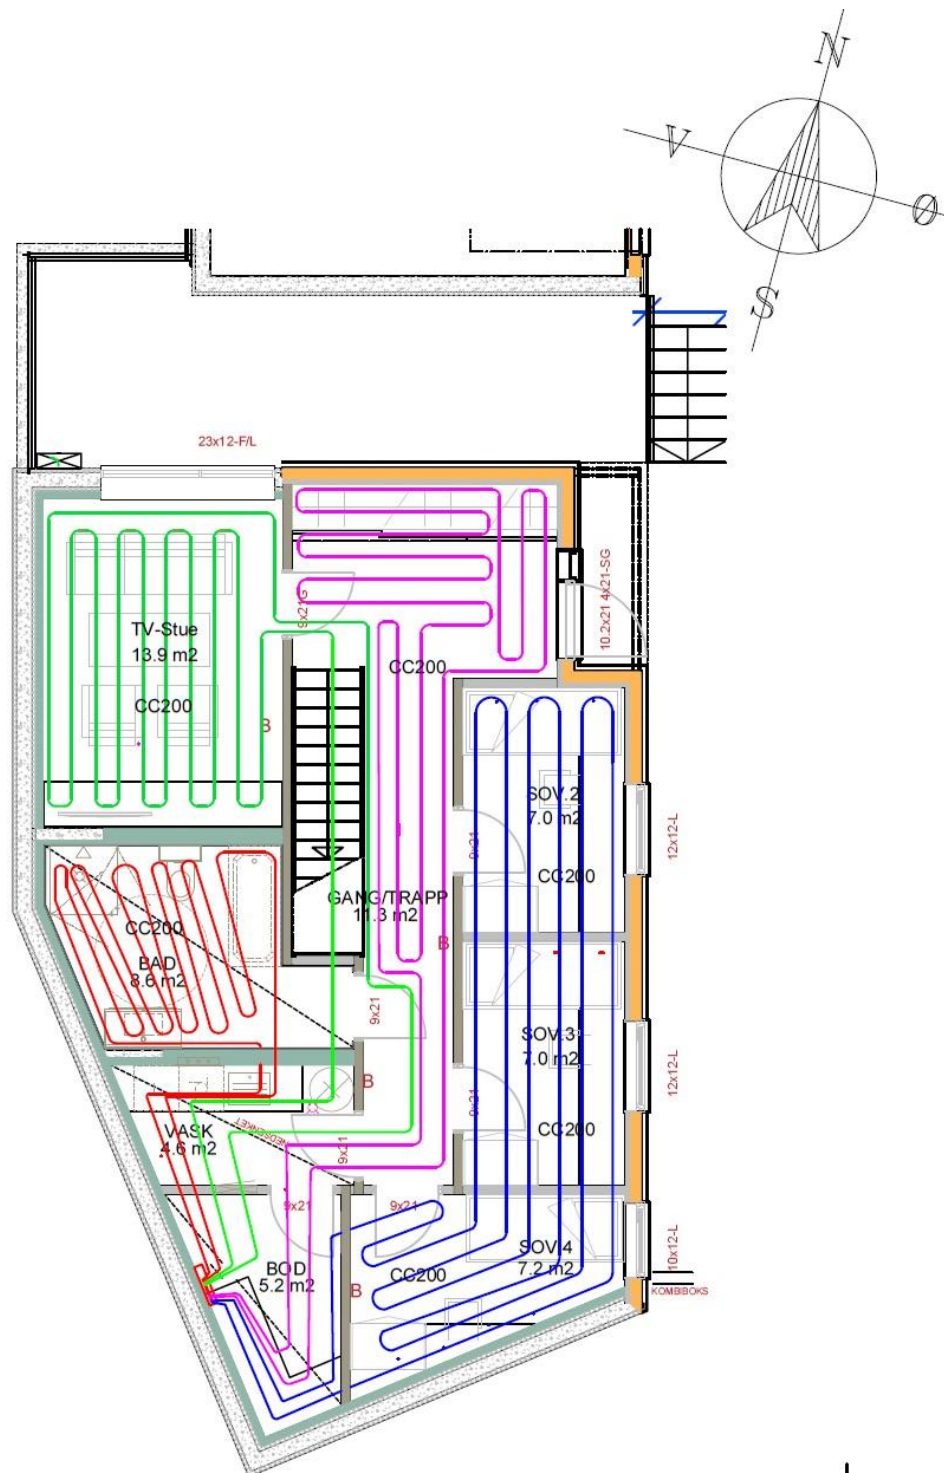 N
V
Ø
S
23x12-F/L
9x21G
10.2x21 4x21-SG
TV-Stue
13.9 m2
CC200
CC200
B
SOV.2
7.0 m2
12x12-L
9x21
CC200
GANG/TRAPP
11.3 m2
CC200
BAD
8.6 m2
B
9x21
SOV.3
7.0 m2
12x12-L
B
9x21
CC200
VASK
4.6 m2
NEDSENKET
9x21
9x21
9x21
SOV.4
7.2 m2
10x12-L
BOD
5.2 m2
CC200
B
KOMBIBOKS